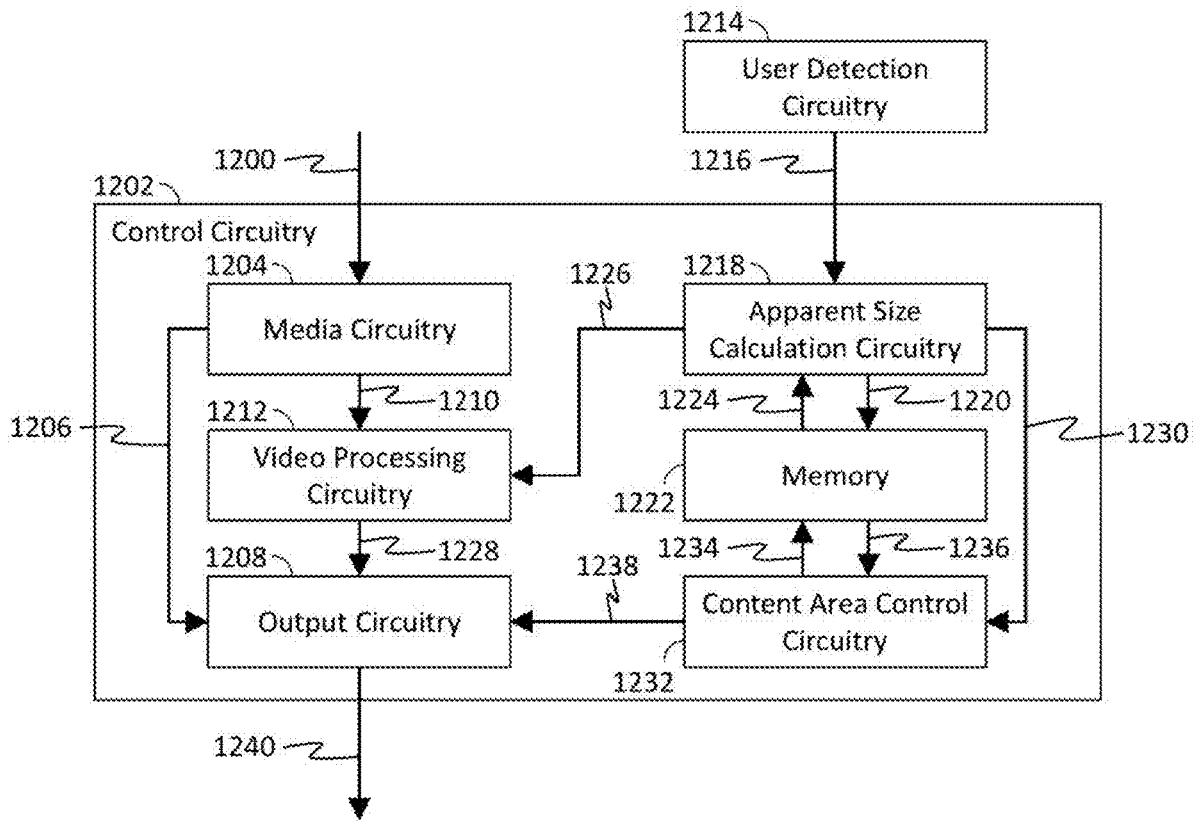 1214
User Detection
Circuitry
1200
1216
1202
Control Circuitry
1204
Media Circuitry
1226
1218
Apparent Size
Calculation Circuitry
1206
1210
1212
Video Processing
Circuitry
1224
1220
1230
1222
Memory
1208
1228
1238
1234
1236
Output Circuitry
Content Area Control
Circuitry
1232
1240